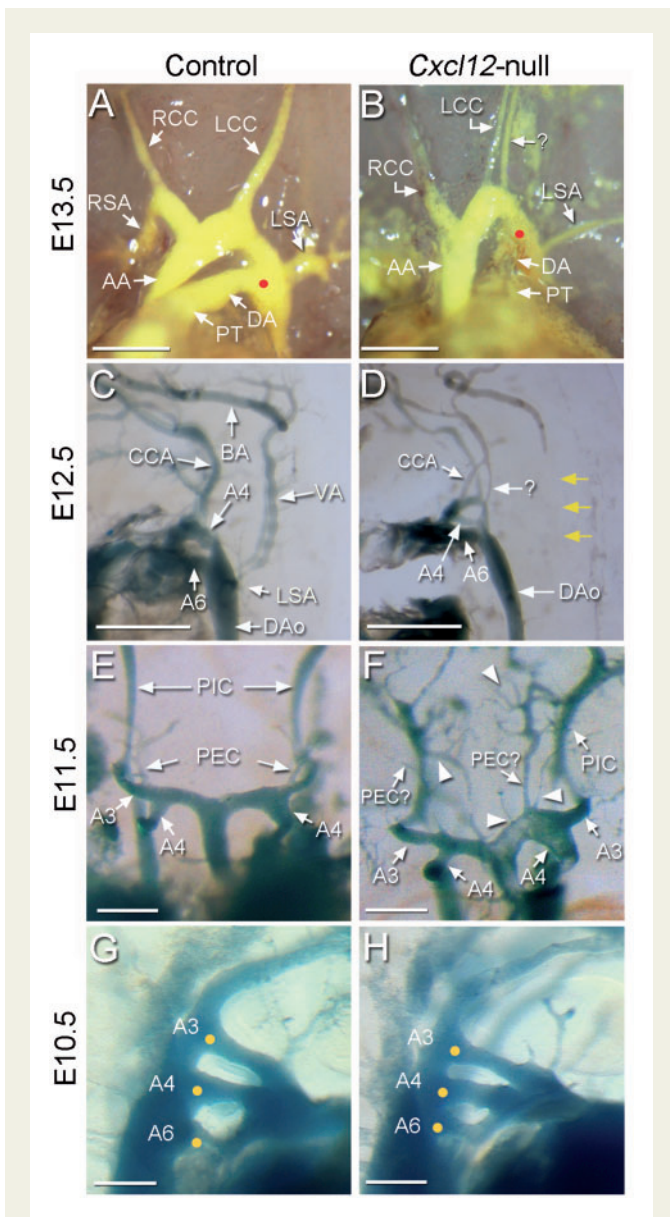 Control Cxcl12-null
E13.5
A
RCC
LCC
RSA
LSA
AA
PT
DA
B
LCC
?
RCC
LSA
AA
DA
PT
E12.5
C
CCA
BA
A4
VA
A6
LSA
DAo
D
CCA
?
A4
A6
DAo
E11.5
E
PIC
PEC
A3
A4
A4
F
PEC?
PEC?
PIC
A3
A4
A4
A3
E10.5
G
A3
A4
A6
H
A3
A4
A6